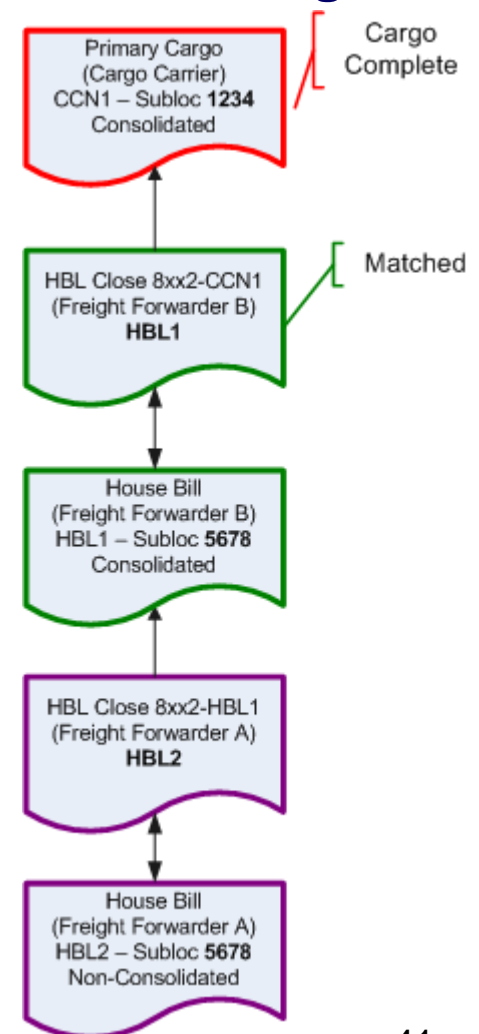 Primary Cargo
(Cargo Carrier)
CCN1 – Subloc 1234
Consolidated
Cargo
Complete
HBL Close 8xx2-CCN1
(Freight Forwarder B)
HBL1
Matched
House Bill
(Freight Forwarder B)
HBL1 – Subloc 5678
Consolidated
HBL Close 8xx2-HBL1
(Freight Forwarder A)
HBL2
House Bill
(Freight Forwarder A)
HBL2 – Subloc 5678
Non-Consolidated